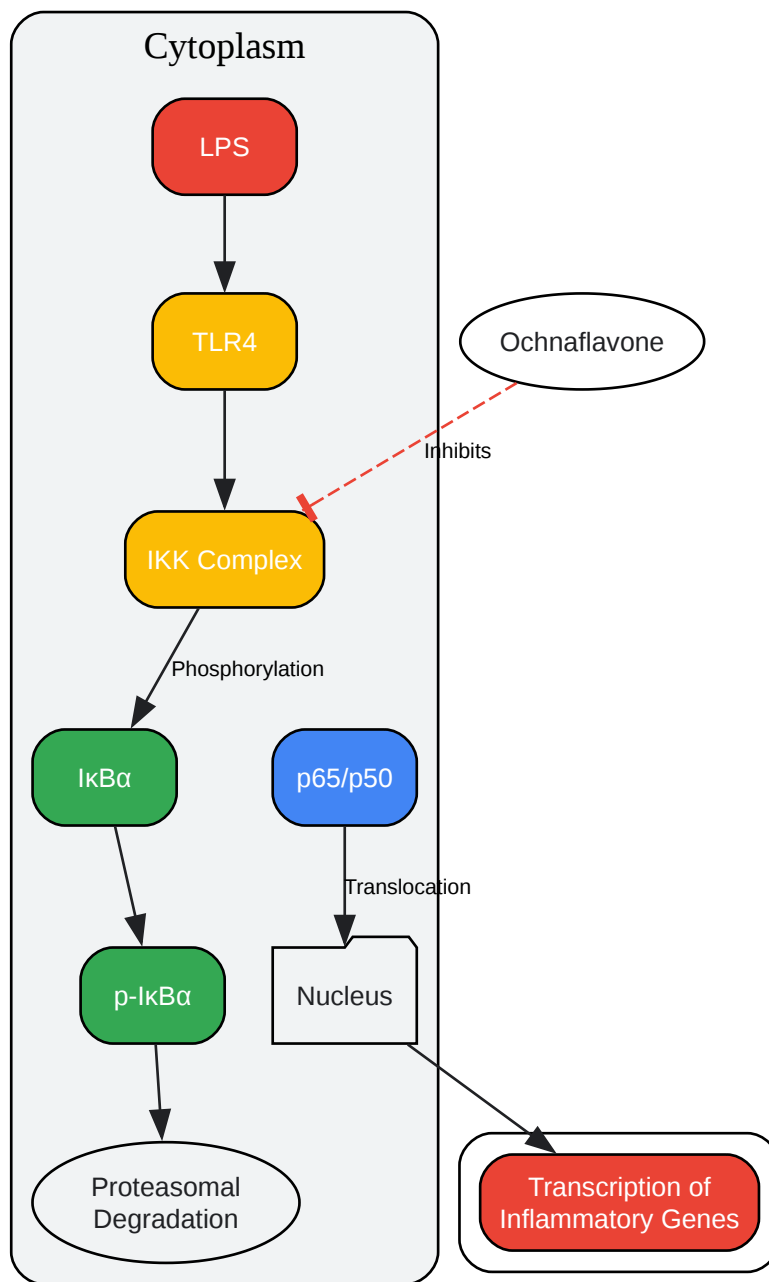 Cytoplasm
LPS
TLR4
Ochnaflavone
Inhibits
IKK Complex
Phosphorylation
IκBα
p65/p50
Translocation
p-IκBα
Nucleus
Proteasomal
Degradation
Transcription of
Inflammatory Genes